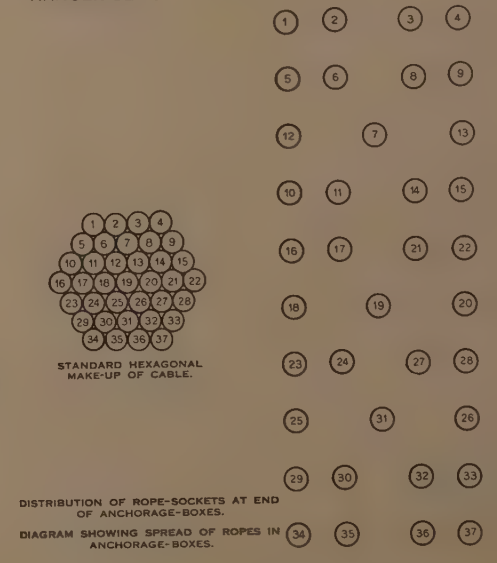 1 2 3 4
5 6 8 9
12 7 13
10 11 14 15
16 17 21 22
18 19 20
23 24 27 28
25 31 26
29 30 32 33
34 35 36 37
1 2 3 4
5 6 7 8 9
10 11 12 13 14 15
16 17 18 19 20 21 22
23 24 25 26 27 28
29 30 31 32 33
34 35 36 37
STANDARD HEXAGONAL
MAKE-UP OF CABLE.
DISTRIBUTION OF ROPE-SOCKETS AT END
OF ANCHORAGE-BOXES.
DIAGRAM SHOWING SPREAD OF ROPES IN
ANCHORAGE-BOXES.